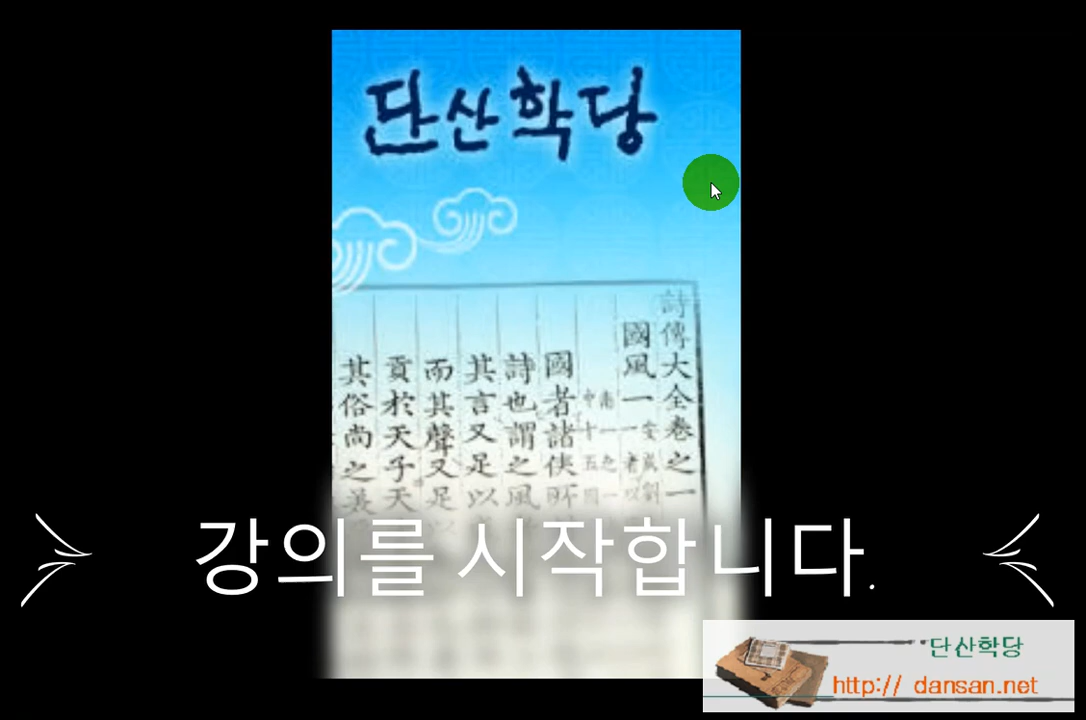 단산학당
詩傳大全卷之一
國風一
國者諸侯所
詩也謂之風
其言又足以
而其聲又足
貢於天子天
其俗尚之美
강의를 시작합니다.
단산학당
http:// dansan.net